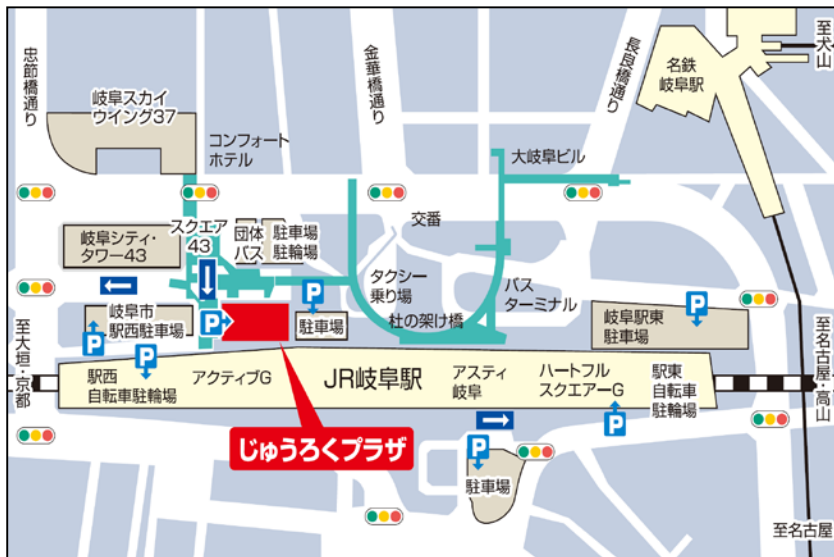 忠節橋通り
金華橋通り
長良橋通り
至犬山
名鉄
岐阜駅
岐阜スカイ
ウイング37
コンフォート
ホテル
大岐阜ビル
交番
岐阜シティ・
タワー43
スクエア
43
団体
バス
駐車場
駐輪場
タクシー
乗り場
バス
ターミナル
杜の架け橋
岐阜市
駅西駐車場
P
P
P
駐車場
P
岐阜駅東
駐車場
至大垣・京都
至名古屋・高山
P
駅西
自転車駐輪場
アクティブG
JR岐阜駅
アスティ
岐阜
ハートフル
スクエアーG
P
駅東
自転車
駐輪場
じゅうろくプラザ
P
駐車場
至名古屋